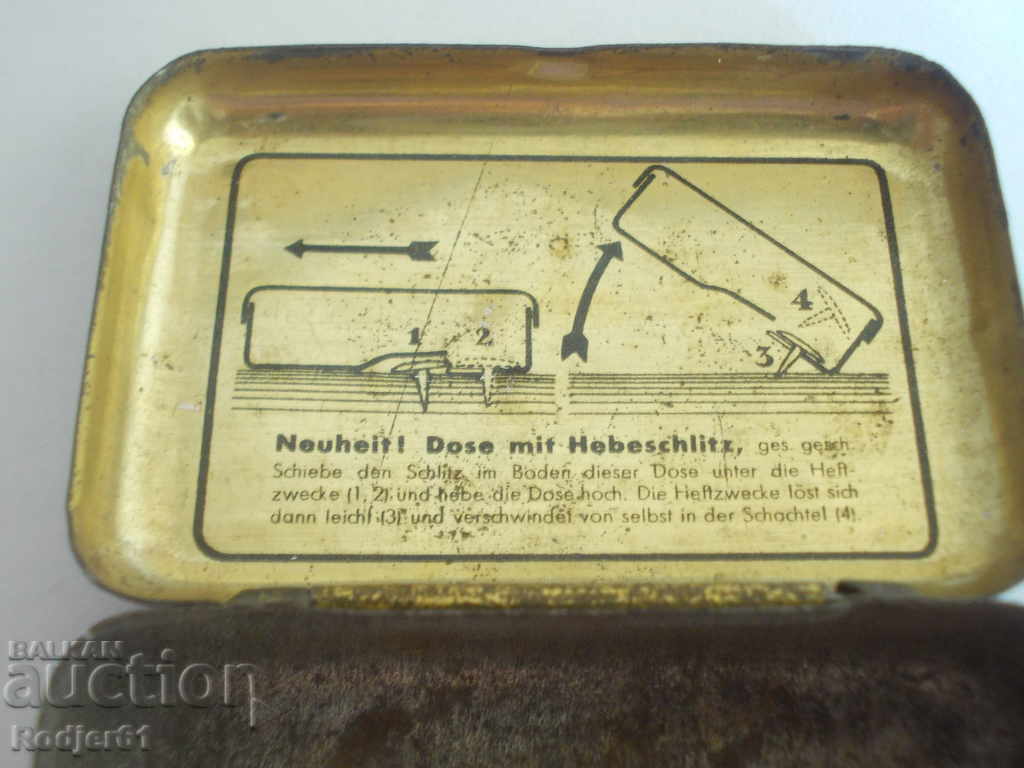 1 2
3 4
Neuheit! Dose mit Hebeschlitz, ges. gesch.
Schiebe den Schlitz im Boden dieser Dose unter die Heft-
zwecke (1, 2) und hebe die Dose hoch. Die Heftzwecke löst sich
dann leicht (3) und verschwindet von selbst in der Schachtel (4).
BALKAN
auction
Rodjer61